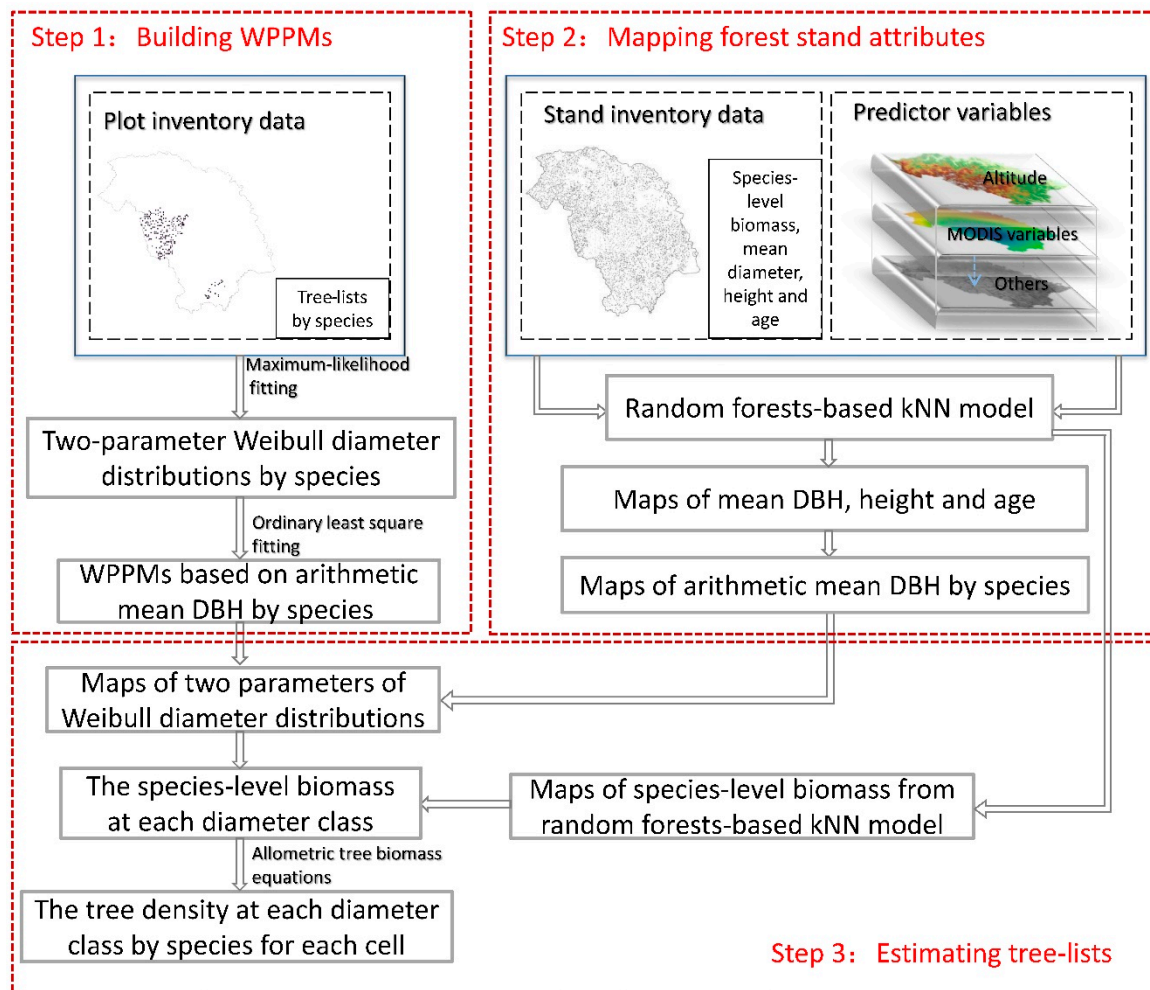 Step 1： Building WPPMs
Plot inventory data
Tree-lists
by species
Maximum-likelihood
fitting
Two-parameter Weibull diameter
distributions by species
Ordinary least square
fitting
WPPMs based on arithmetic
mean DBH by species
Step 2： Mapping forest stand attributes
Stand inventory data
Species-
level
biomass,
mean
diameter,
height and
age
Predictor variables
Altitude
MODIS variables
Others
Random forests-based kNN model
Maps of mean DBH, height and age
Maps of arithmetic mean DBH by species
Maps of two parameters of
Weibull diameter distributions
The species-level biomass
at each diameter class
Maps of species-level biomass from
random forests-based kNN model
Allometric tree biomass
equations
The tree density at each diameter
class by species for each cell
Step 3： Estimating tree-lists